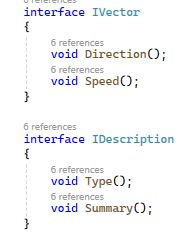 6 references
interface IVector
{
6 references
void Direction();
6 references
void Speed();
}
6 references
interface IDescription
{
6 references
void Type();
6 references
void Summary();
}